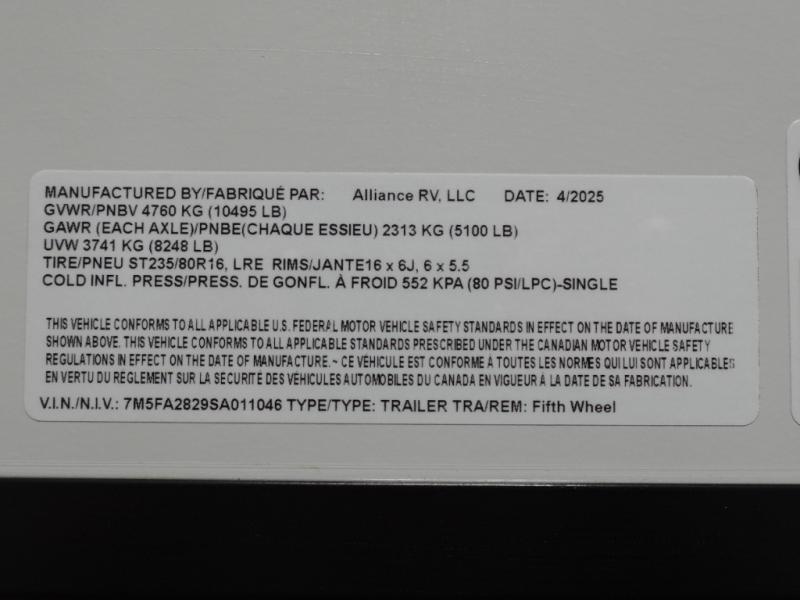 MANUFACTURED BY/FABRIQUÉ PAR: Alliance RV, LLC DATE: 4/2025
GVWR/PNBV 4760 KG (10495 LB)
GAWR (EACH AXLE)/PNBE(CHAQUE ESSIEU) 2313 KG (5100 LB)
UVW 3741 KG (8248 LB)
TIRE/PNEU ST235/80R16, LRE RIMS/JANTE16 x 6J, 6 x 5.5
COLD INFL. PRESS/PRESS. DE GONFL. À FROID 552 KPA (80 PSI/LPC)-SINGLE
THIS VEHICLE CONFORMS TO ALL APPLICABLE U.S. FEDERAL MOTOR VEHICLE SAFETY STANDARDS IN EFFECT ON THE DATE OF MANUFACTURE
SHOWN ABOVE. THIS VEHICLE CONFORMS TO ALL APPLICABLE STANDARDS PRESCRIBED UNDER THE CANADIAN MOTOR VEHICLE SAFETY
REGULATIONS IN EFFECT ON THE DATE OF MANUFACTURE. ~ CE VÉHICULE EST CONFORME À TOUTES LES NORMES QUI LUI SONT APPLICABLES
EN VERTU DU REGLEMENT SUR LA SECURITÉ DES VÉHICULES AUTOMOBILES DU CANADA EN VIGUEUR À LA DATE DE SA FABRICATION.
V.I.N./N.I.V.: 7M5FA2829SA011046 TYPE/TYPE: TRAILER TRA/REM: Fifth Wheel